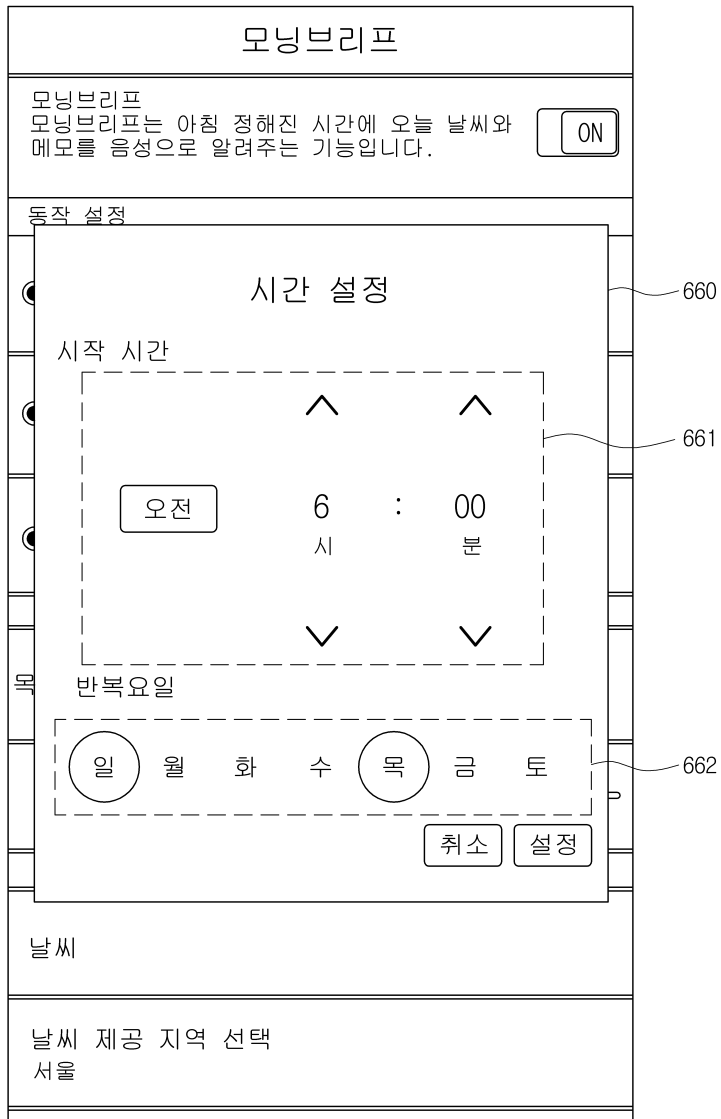 모닝브리프
모닝브리프
모닝브리프는 아침 정해진 시간에 오늘 날씨와
메모를 음성으로 알려주는 기능입니다.
ON
동작 설정
시간 설정
660
시작 시간
661
오전 6 : 00
시 분
목
반복요일
일 월 화 수 목 금 토
662
취소 설정
날씨
날씨 제공 지역 선택
서울